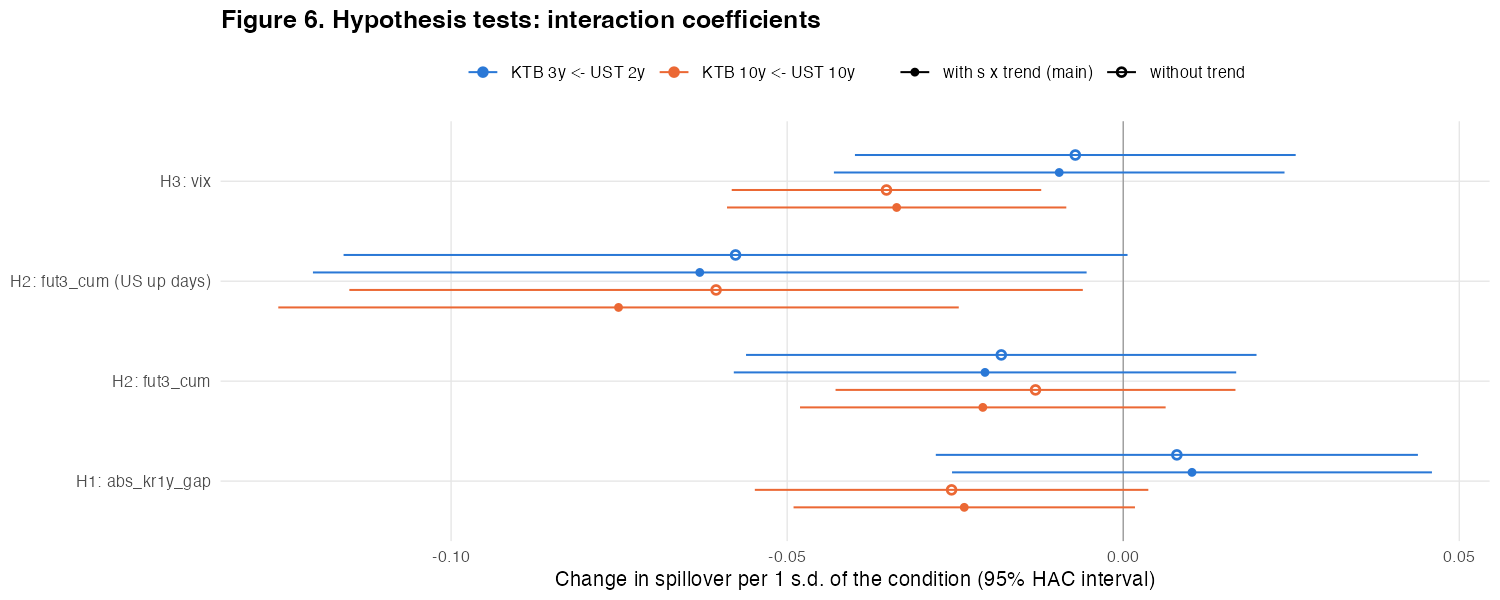 Figure 6. Hypothesis tests: interaction coefficients
KTB 3y <- UST 2y KTB 10y <- UST 10y with s x trend (main) without trend
H3: vix
H2: fut3_cum (US up days)
H2: fut3_cum
H1: abs_kr1y_gap
-0.10 -0.05 0.00 0.05
Change in spillover per 1 s.d. of the condition (95% HAC interval)